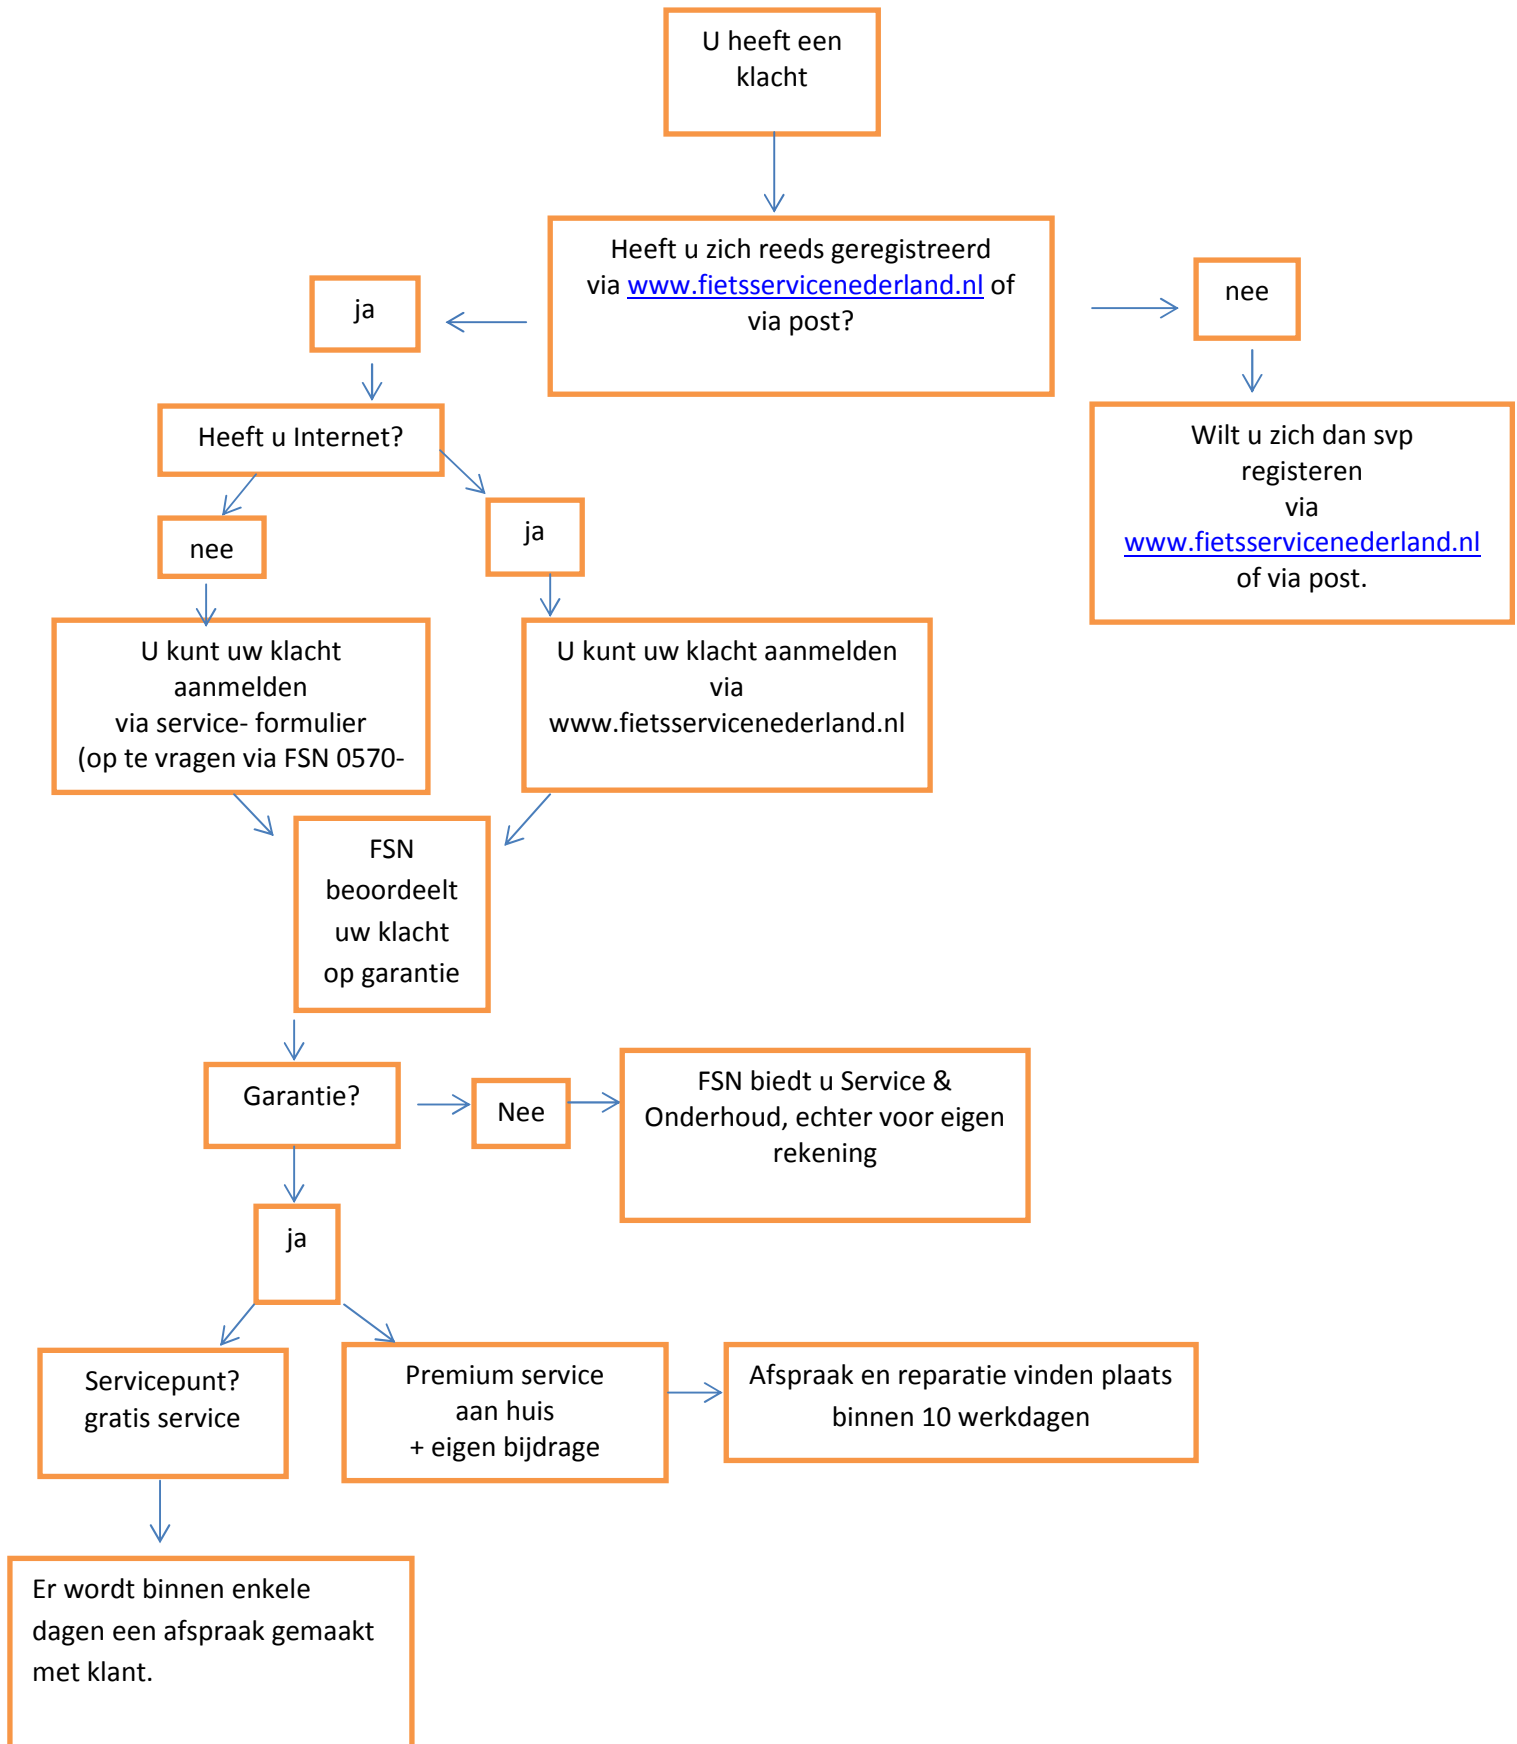 U heeft een
klacht
Heeft u zich reeds geregistreerd
via www.fietsservicenederland.nl of
via post?
ja
nee
Heeft u Internet?
Wilt u zich dan svp
registeren
via
www.fietsservicenederland.nl
of via post.
nee
ja
U kunt uw klacht
aanmelden
via service- formulier
(op te vragen via FSN 0570-
U kunt uw klacht aanmelden
via
www.fietsservicenederland.nl
FSN
beoordeelt
uw klacht
op garantie
Garantie?
Nee
FSN biedt u Service &
Onderhoud, echter voor eigen
rekening
ja
Servicepunt?
gratis service
Premium service
aan huis
+ eigen bijdrage
Afspraak en reparatie vinden plaats
binnen 10 werkdagen
Er wordt binnen enkele
dagen een afspraak gemaakt
met klant.